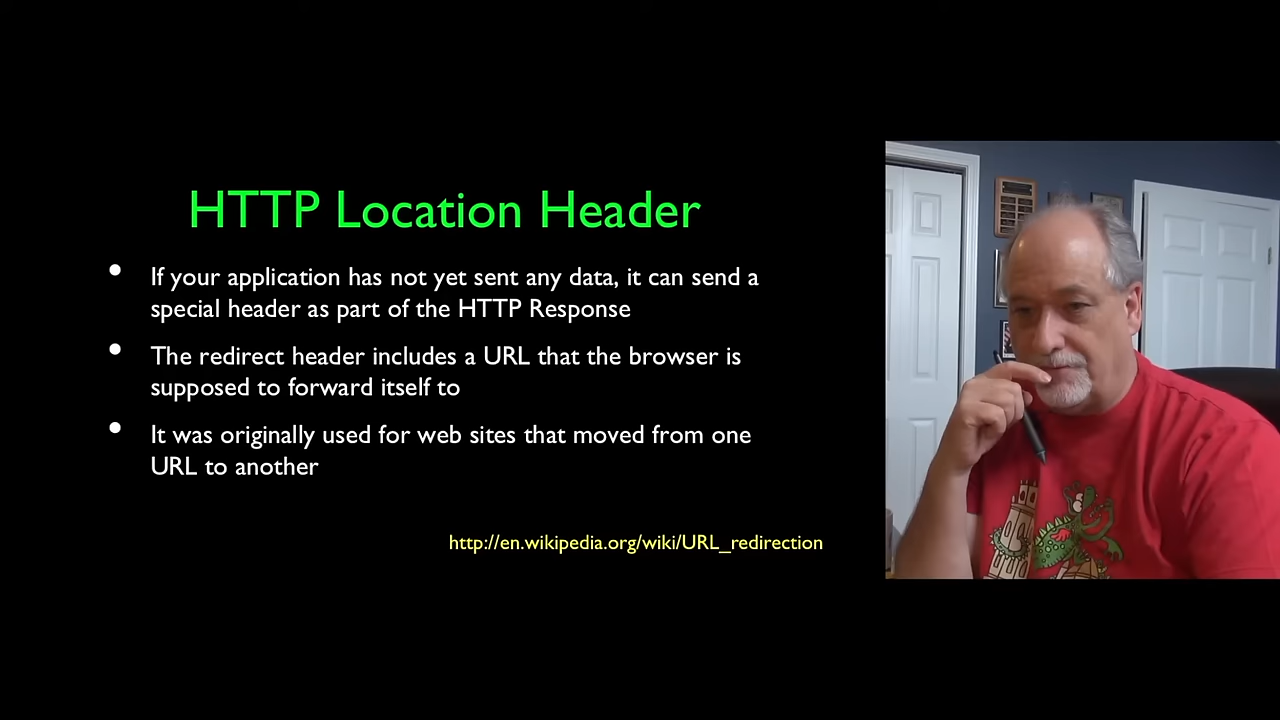 HTTP Location Header
• If your application has not yet sent any data, it can send a
special header as part of the HTTP Response
• The redirect header includes a URL that the browser is
supposed to forward itself to
• It was originally used for web sites that moved from one
URL to another
http://en.wikipedia.org/wiki/URL_redirection